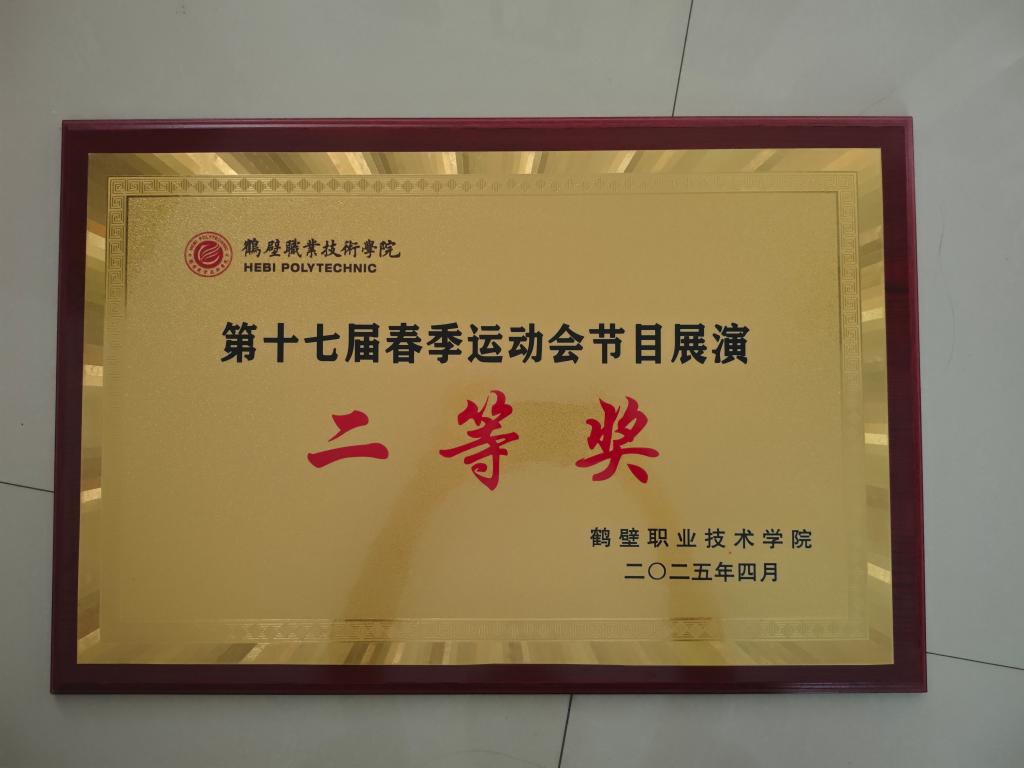 鶴壁職業技術學院
HEBI POLYTECHNIC
第十七届春季运动会节目展演
二等奖
鹤壁职业技术学院
二〇二五年四月